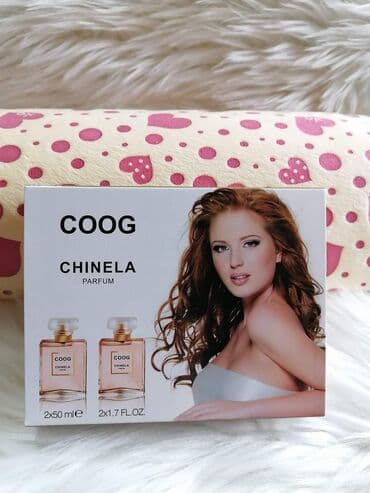 COOG
CHINELA
PARFUM
COOG
CHINELA
COOG
CHINELA
2x50 ml℮
2x1.7 FL.OZ.